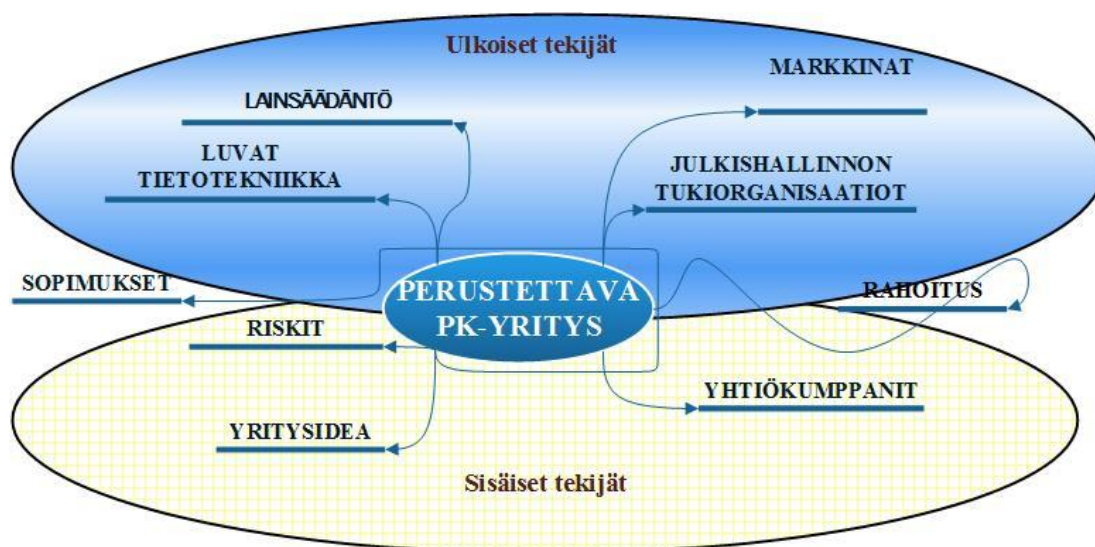 Ulkoiset tekijät
MARKKINAT
LAINSÄÄDÄNTÖ
LUVAT
TIETOTEKNIIKKA
JULKISHALLINNON
TUKIORGANISAATIOT
SOPIMUKSET
PERUSTETTAVA
PK-YRITYS
RAHOITUS
RISKIT
YHTIÖKUMPPANIT
YRITYSIDEA
Sisäiset tekijät